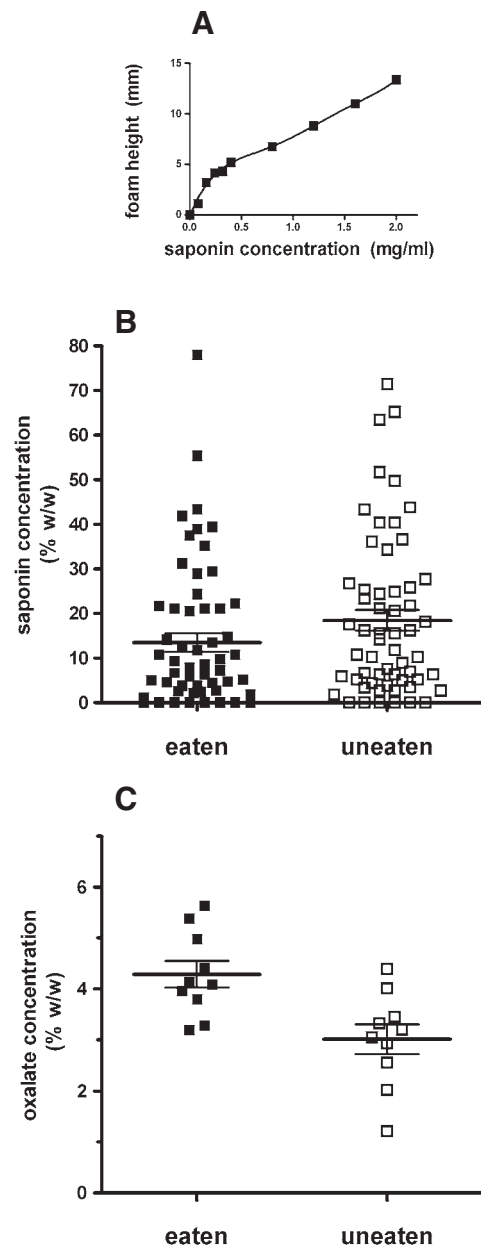 A
foam height (mm)
15
10
5
0
0.0 0.5 1.0 1.5 2.0
saponin concentration (mg/ml)
B
saponin concentration
(% w/w)
80
70
60
50
40
30
20
10
0
eaten uneaten
C
oxalate concentration
(% w/w)
6
4
2
0
eaten uneaten